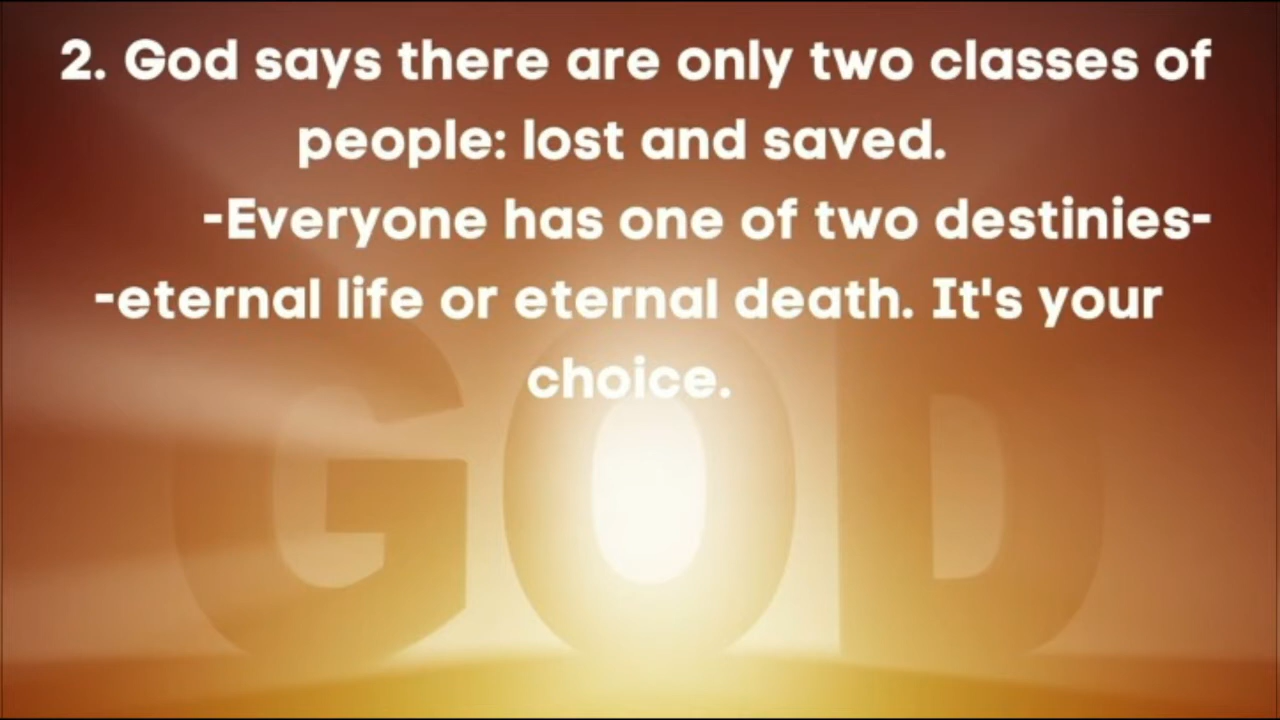 2. God says there are only two classes of
people: lost and saved.
-Everyone has one of two destinies-
-eternal life or eternal death. It's your
choice.
GOD